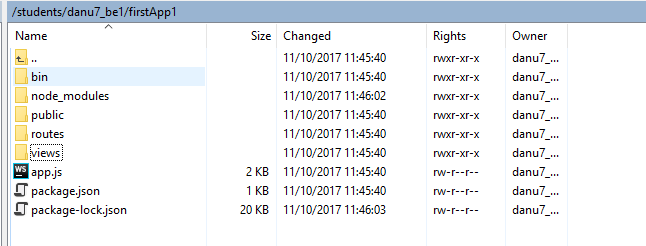 /students/danu7_be1/firstApp1
Name Size Changed Rights Owner
.. 11/10/2017 11:45:40 rwxr-xr-x danu7_...
bin 11/10/2017 11:45:40 rwxr-xr-x danu7_...
node_modules 11/10/2017 11:46:02 rwxr-xr-x danu7_...
public 11/10/2017 11:45:40 rwxr-xr-x danu7_...
routes 11/10/2017 11:45:40 rwxr-xr-x danu7_...
views 11/10/2017 11:45:40 rwxr-xr-x danu7_...
WS app.js 2 KB 11/10/2017 11:45:40 rw-r--r-- danu7_...
package.json 1 KB 11/10/2017 11:45:40 rw-r--r-- danu7_...
package-lock.json 20 KB 11/10/2017 11:46:03 rw-r--r-- danu7_...